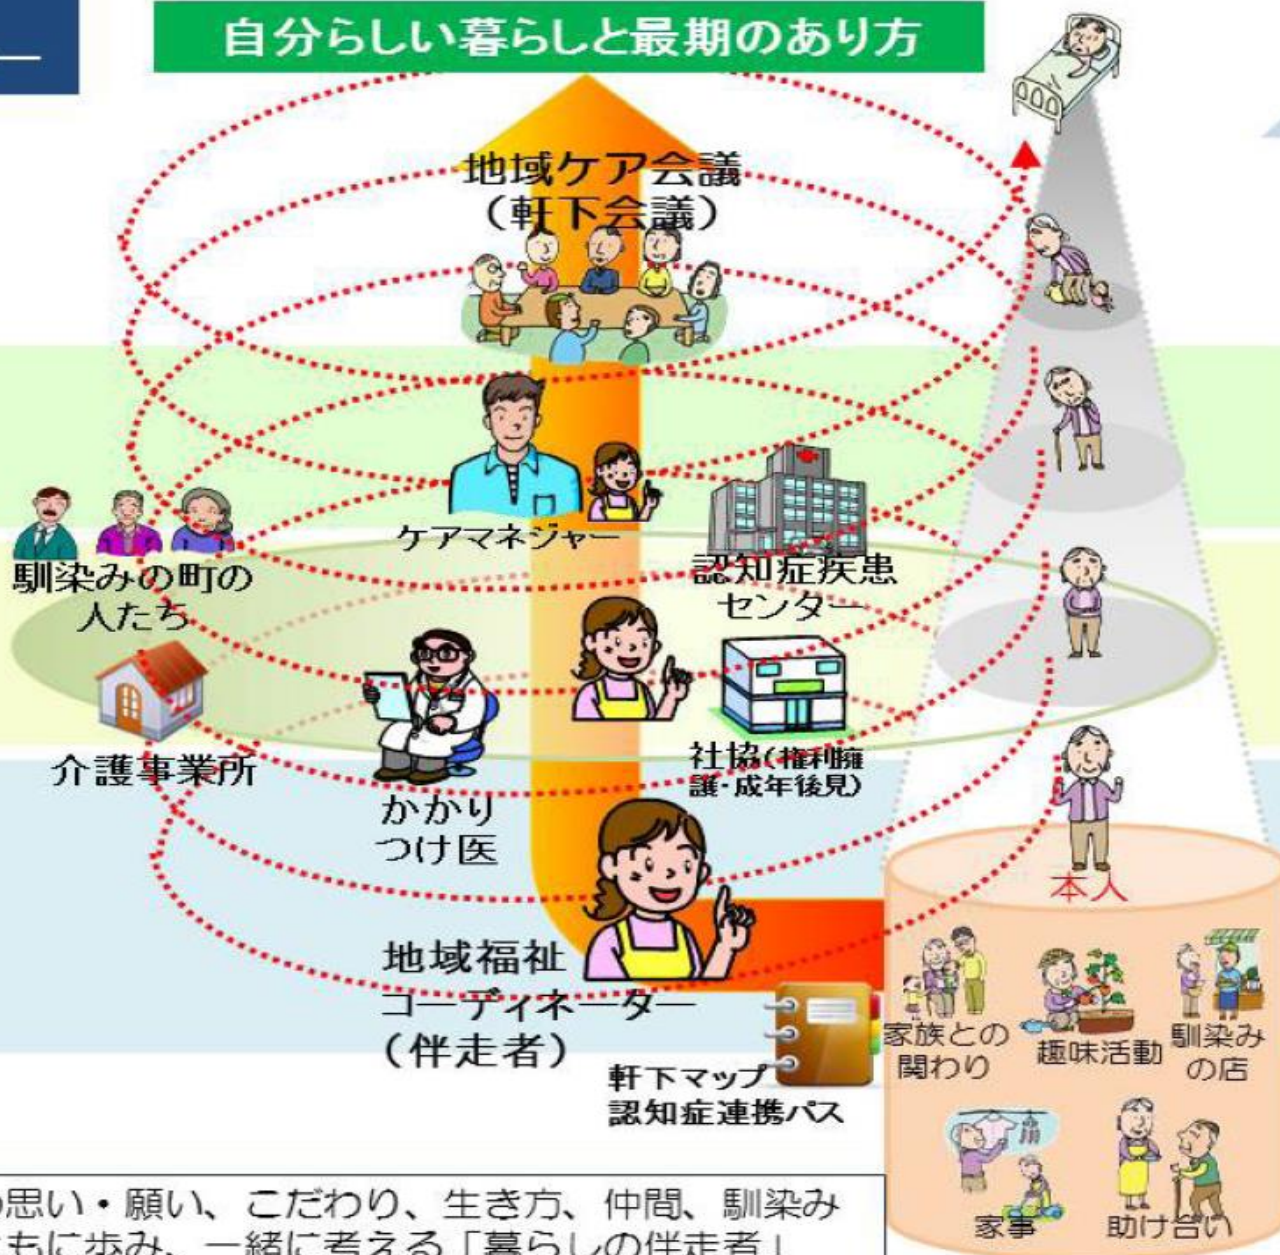 自分らしい暮らしと最期のあり方
地域ケア会議
（軒下会議）
ケアマネジャー
認知症疾患
センター
馴染みの町の
人たち
介護事業所
かかり
つけ医
社協(権利擁
護・成年後見)
本人
地域福祉
コーディネーター
（伴走者）
軒下マップ
認知症連携パス
家族との
関わり
趣味活動
馴染み
の店
家事
助け合い
思い・願い、こだわり、生き方、仲間、馴染み
もに歩み、一緒に考える「暮らしの伴走者」